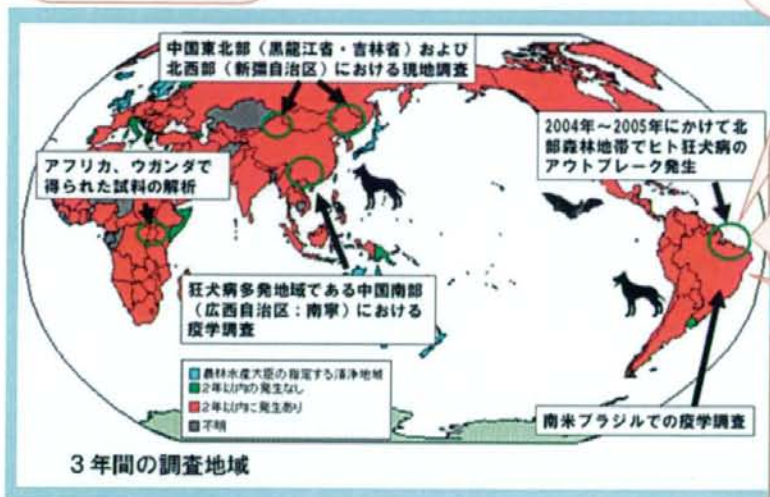 中国東北部(黒龍江省・吉林省)および
北西部(新彊自治区)における現地調査
2004年~2005年にかけて北
部森林地帯でヒト狂犬病の
アウトブレーク発生
アフリカ、ウガンダで
得られた試料の解析
狂犬病多発地域である中国南部
(広西自治区:南寧)における
疫学調査
農林水産大臣の指定する清浄地域
2年以内の発生なし
2年以内に発生あり
不明
南米ブラジルでの疫学調査
3年間の調査地域